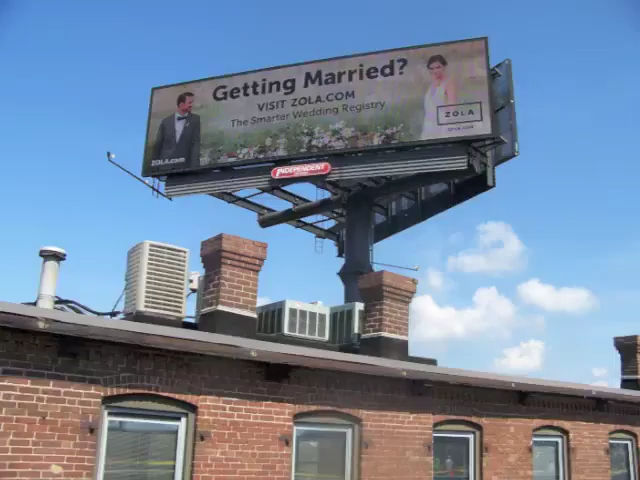 Getting Married?
VISIT ZOLA.COM
The Smarter Wedding Registry
ZOLA
ZOLA.com
INDEPENDENT